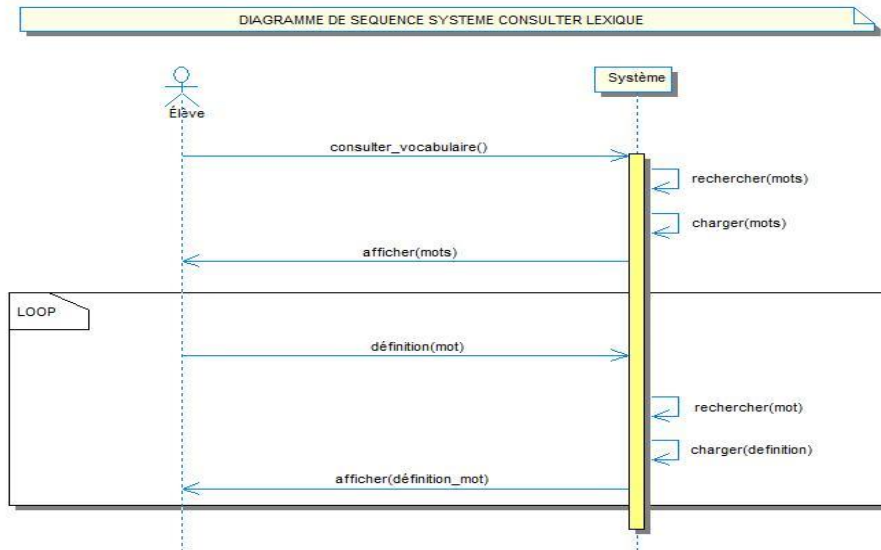 DIAGRAMME DE SEQUENCE SYSTEME CONSULTER LEXIQUE
Système
Élève
consulter_vocabulaire()
rechercher(mots)
charger(mots)
afficher(mots)
LOOP
définition(mot)
rechercher(mot)
charger(definition)
afficher(définition_mot)